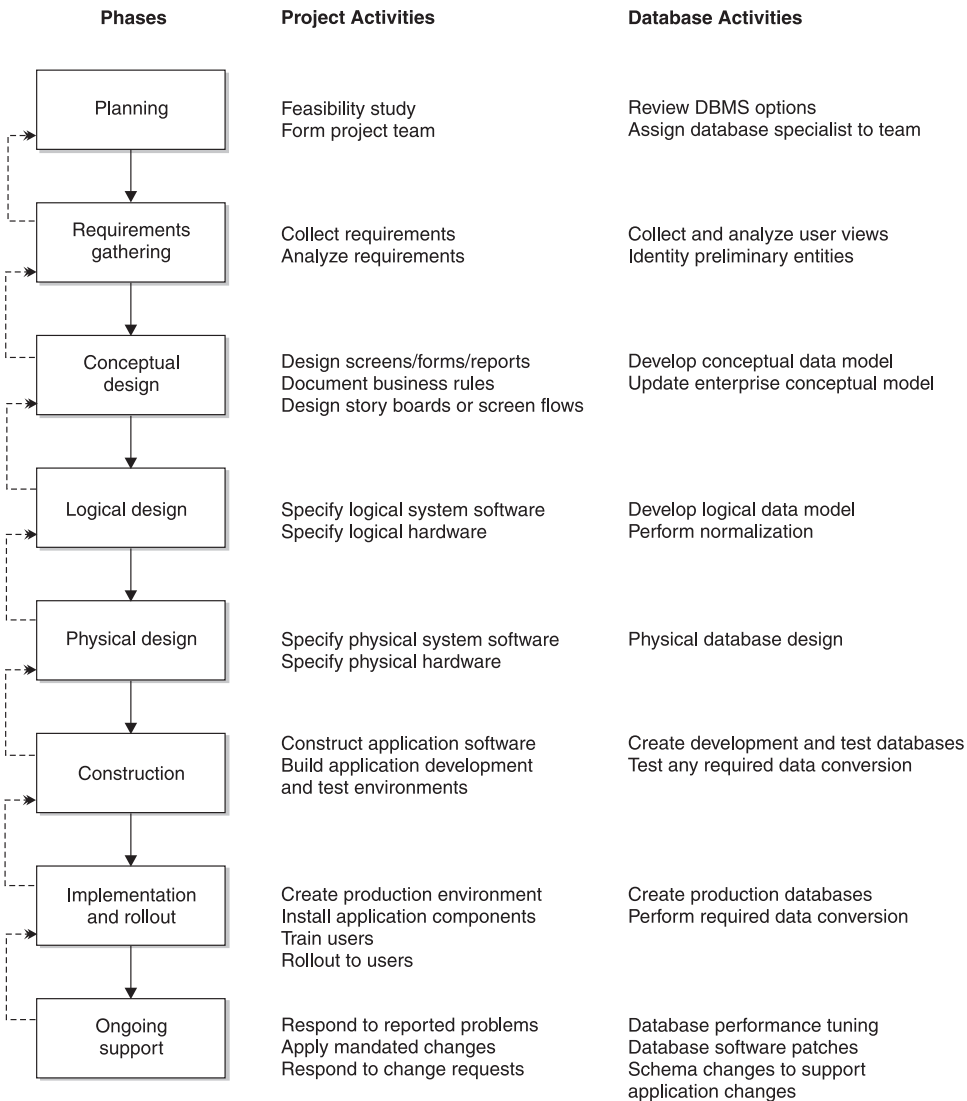 Phases Project Activities Database Activities
Planning
Feasibility study
Form project team
Review DBMS options
Assign database specialist to team
Requirements
gathering
Collect requirements
Analyze requirements
Collect and analyze user views
Identity preliminary entities
Conceptual
design
Design screens/forms/reports
Document business rules
Design story boards or screen flows
Develop conceptual data model
Update enterprise conceptual model
Logical design
Specify logical system software
Specify logical hardware
Develop logical data model
Perform normalization
Physical design
Specify physical system software
Specify physical hardware
Physical database design
Construction
Construct application software
Build application development
and test environments
Create development and test databases
Test any required data conversion
Implementation
and rollout
Create production environment
Install application components
Train users
Rollout to users
Create production databases
Perform required data conversion
Ongoing
support
Respond to reported problems
Apply mandated changes
Respond to change requests
Database performance tuning
Database software patches
Schema changes to support
application changes